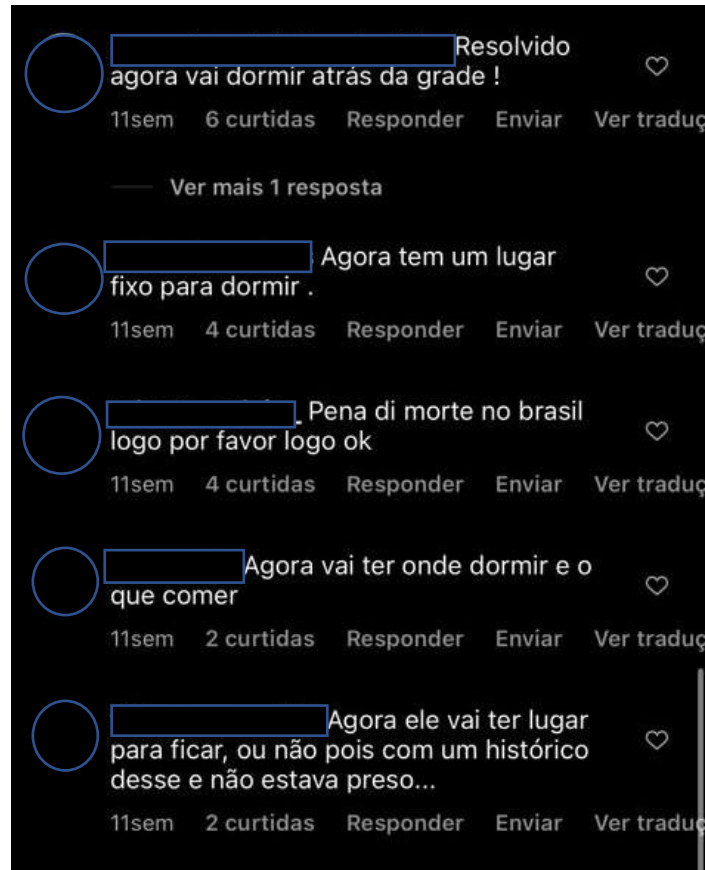 Resolvido
agora vai dormir atrás da grade !
11sem 6 curtidas Responder Enviar Ver traduç
Ver mais 1 resposta
Agora tem um lugar
fixo para dormir .
11sem 4 curtidas Responder Enviar Ver traduç
Pena di morte no brasil
logo por favor logo ok
11sem 4 curtidas Responder Enviar Ver traduç
Agora vai ter onde dormir e o
que comer
11sem 2 curtidas Responder Enviar Ver traduç
Agora ele vai ter lugar
para ficar, ou não pois com um histórico
desse e não estava preso...
11sem 2 curtidas Responder Enviar Ver traduç